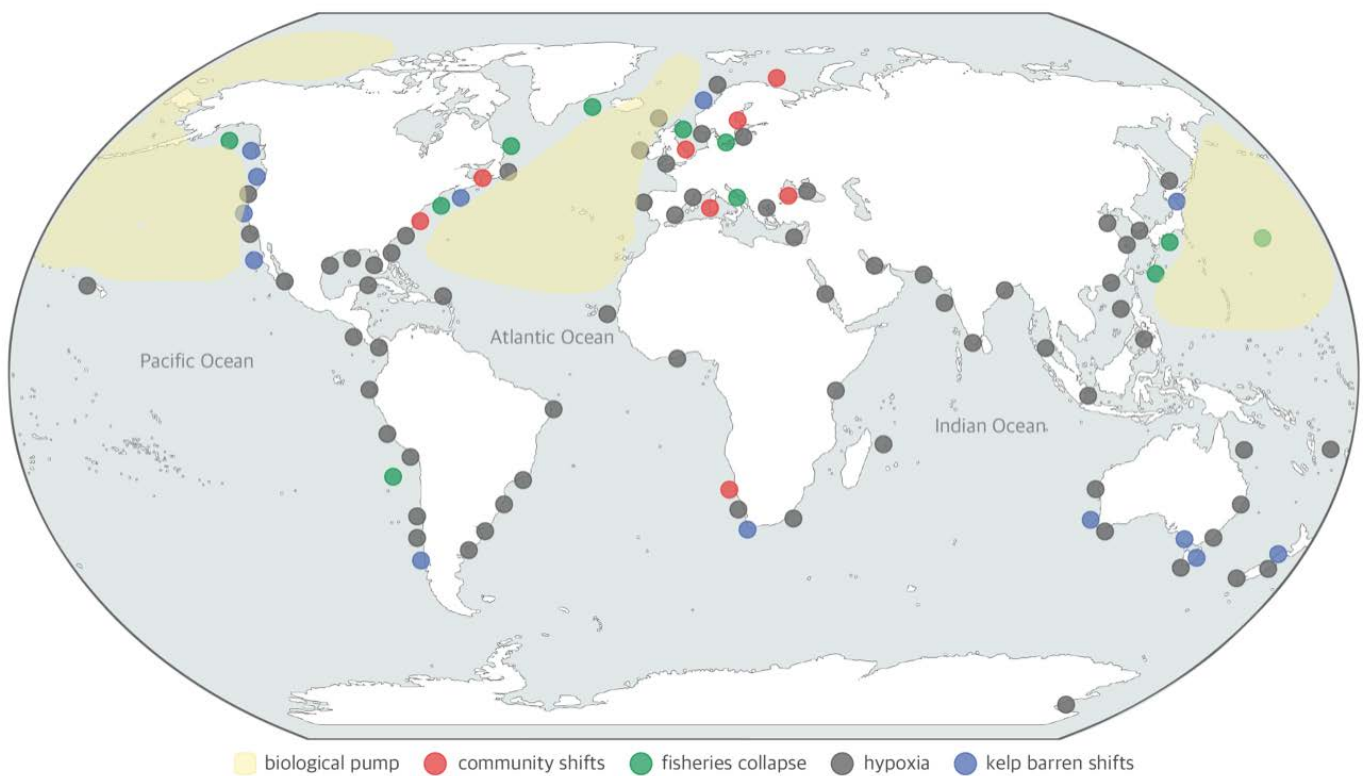 Atlantic Ocean
Pacific Ocean
Indian Ocean
biological pump community shifts fisheries collapse hypoxia kelp barren shifts